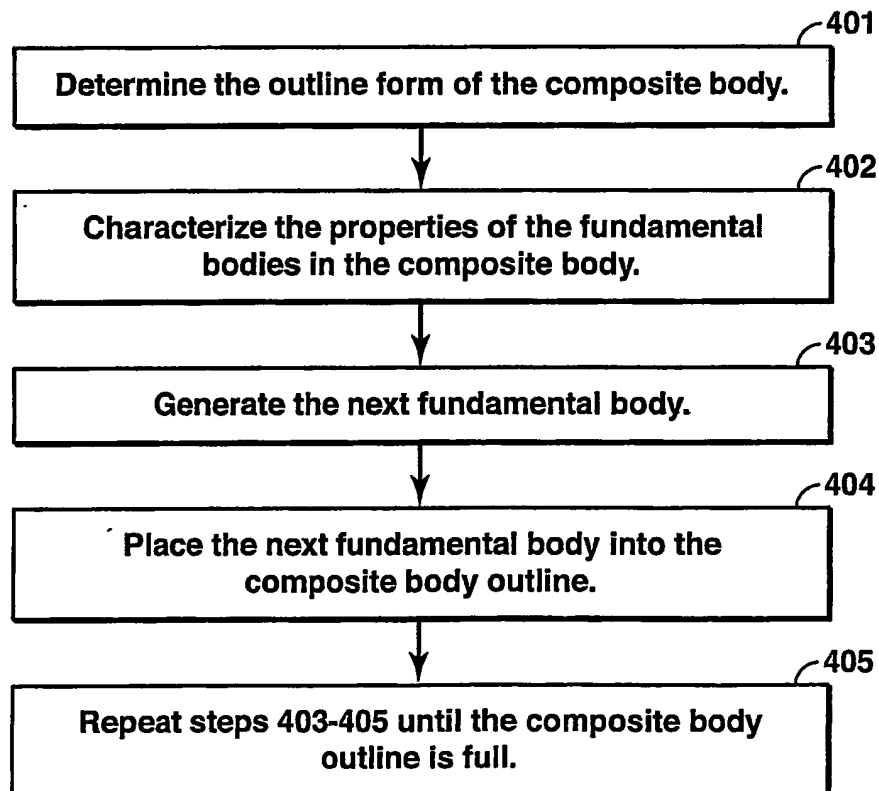 401
Determine the outline form of the composite body.
402
Characterize the properties of the fundamental
bodies in the composite body.
403
Generate the next fundamental body.
404
Place the next fundamental body into the
composite body outline.
405
Repeat steps 403-405 until the composite body
outline is full.